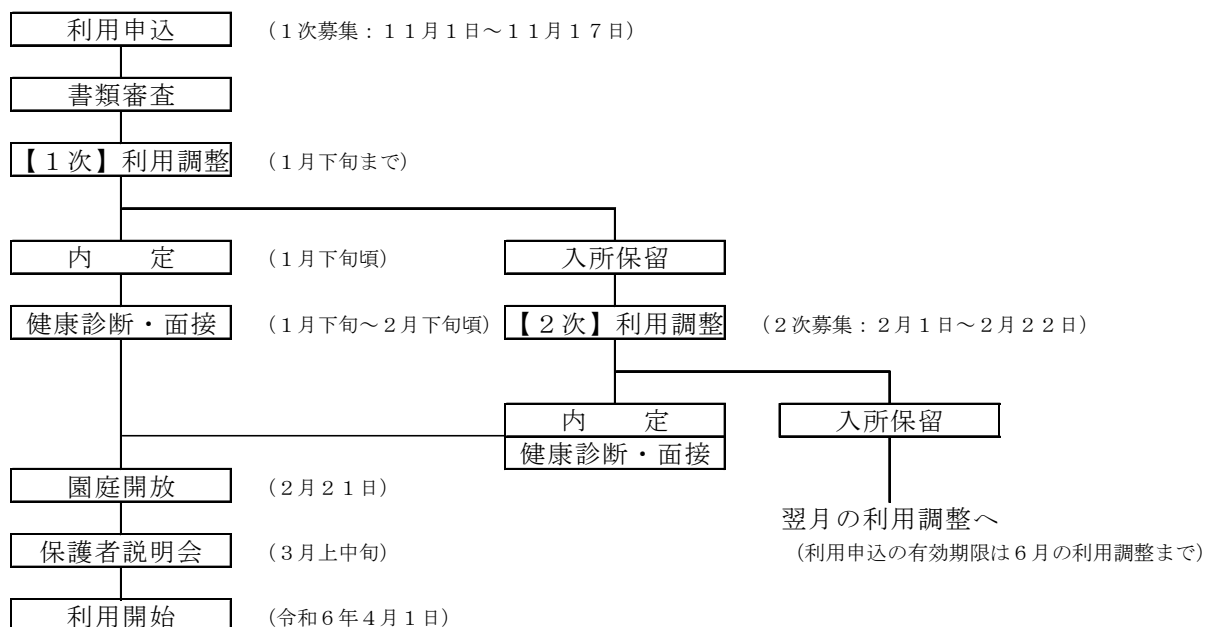 利用申込 （１次募集：１１月１日～１１月１７日）
書類審査
【１次】利用調整 （１月下旬まで）
内　　定 （１月下旬頃） 入所保留
健康診断・面接 （１月下旬～２月下旬頃） 【２次】利用調整 （２次募集：２月１日～２月２２日）
内　　定 入所保留
健康診断・面接
園庭開放 （２月２１日）
翌月の利用調整へ
保護者説明会 （３月上中旬） （利用申込の有効期限は６月の利用調整まで）
利用開始 （令和６年４月１日）